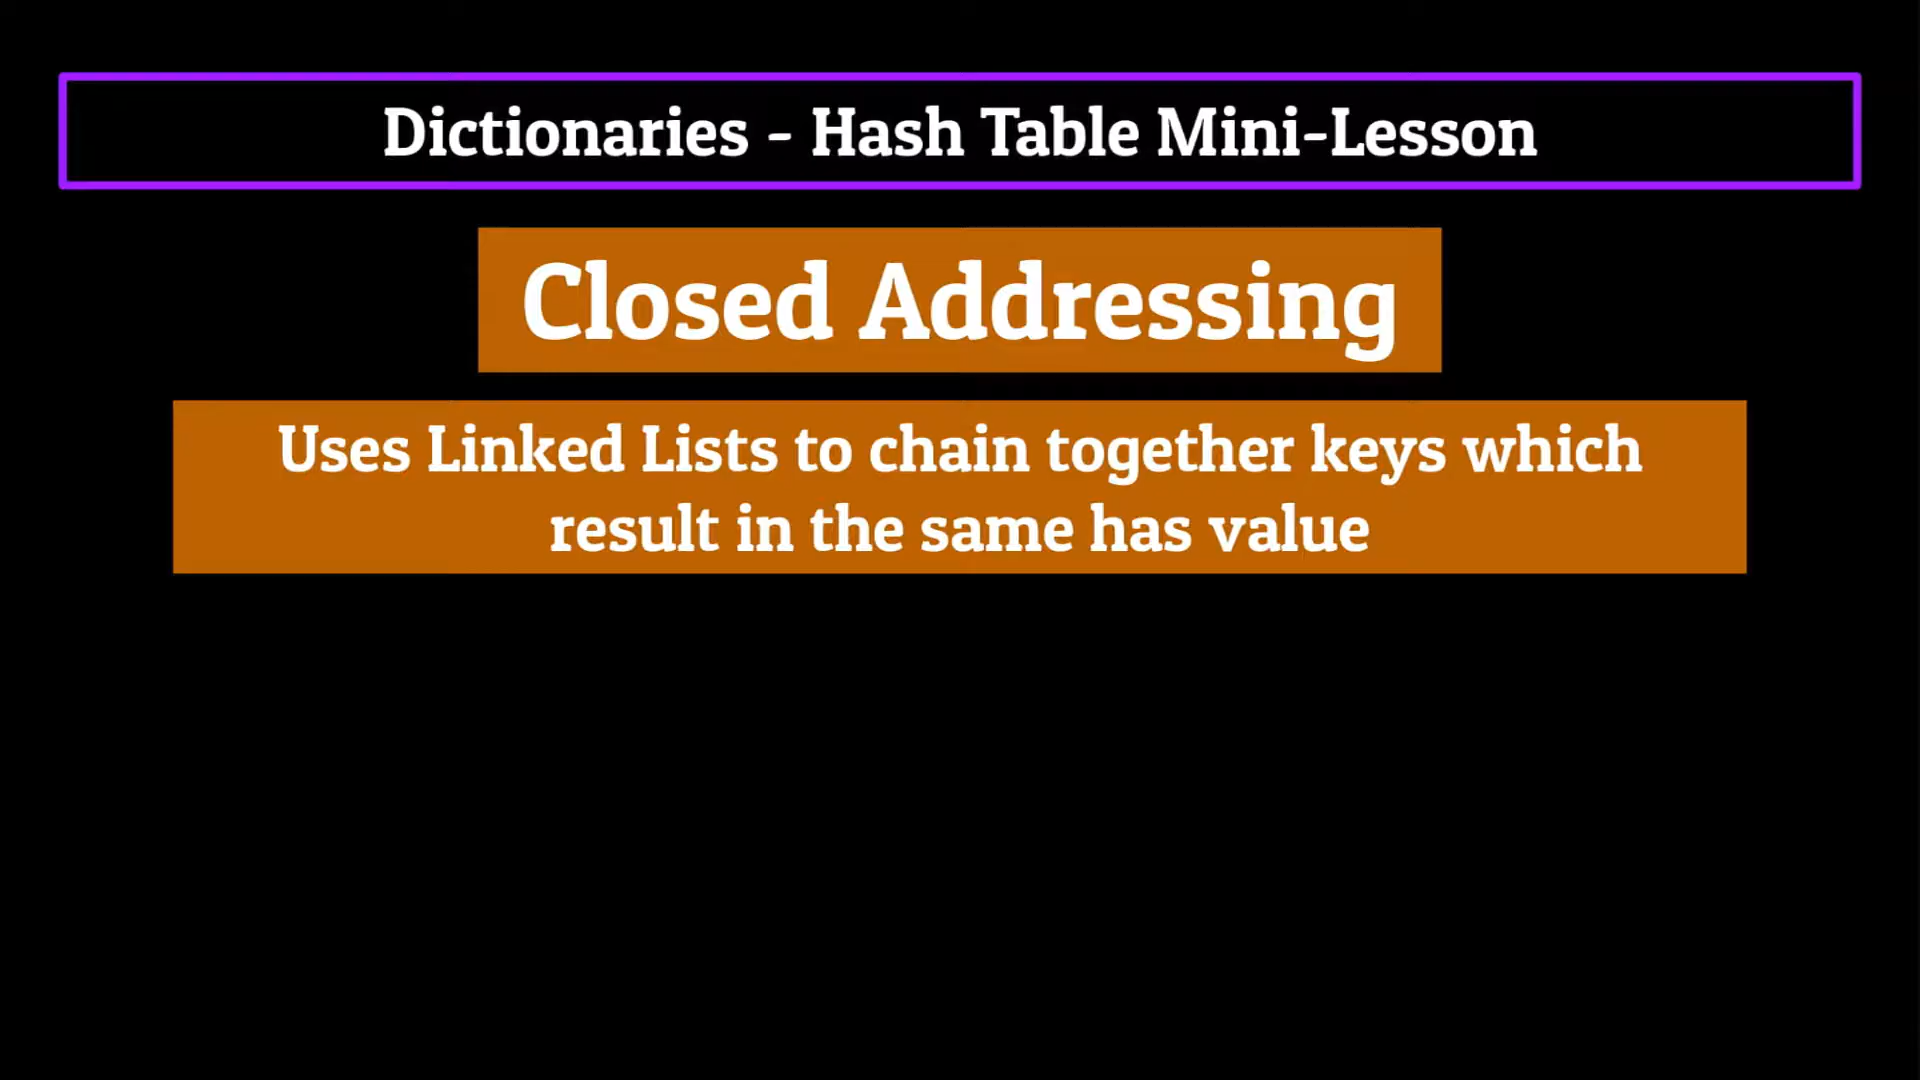 Dictionaries - Hash Table Mini-Lesson
Closed Addressing
Uses Linked Lists to chain together keys which
result in the same has value